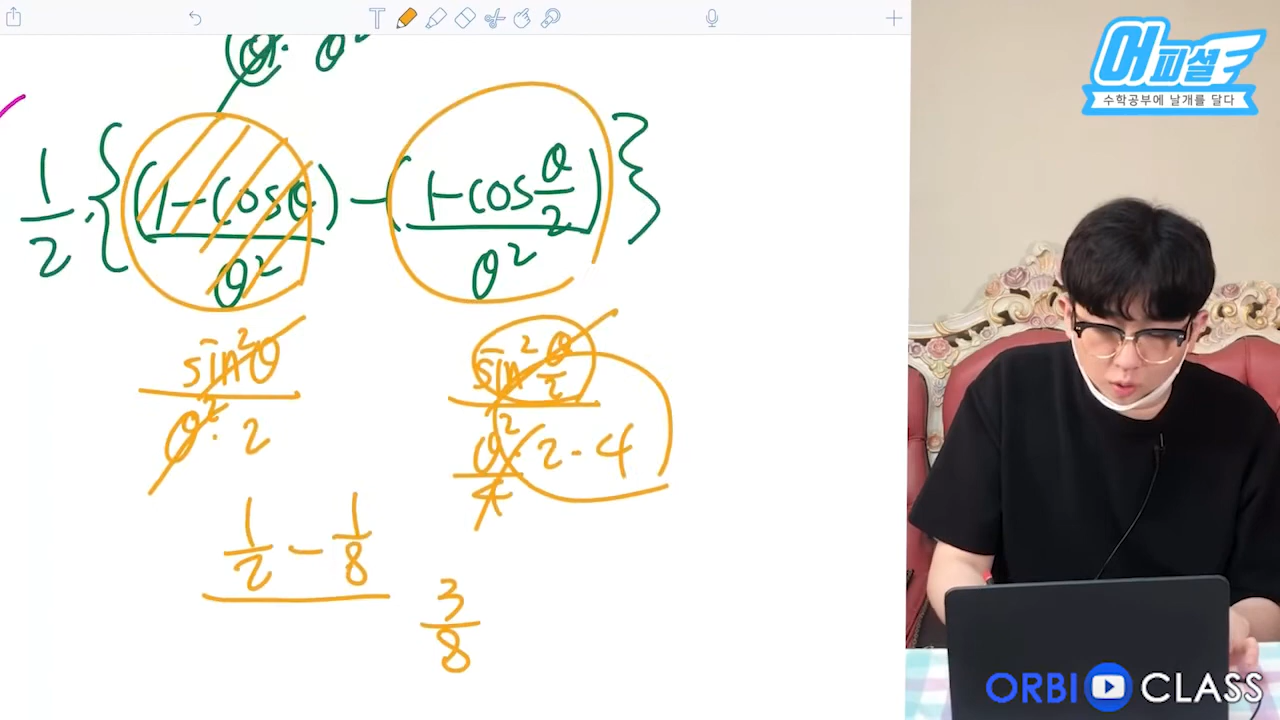 어피셜
수학공부에 날개를 달다
θ²
1/2 · { (1-cosθ)/θ² - (1-cos θ/2)/θ² }
sin²θ / θ²·2
sin² θ/2 / θ²/4 · 2·4
1/2 - 1/8
3/8
ORBI CLASS